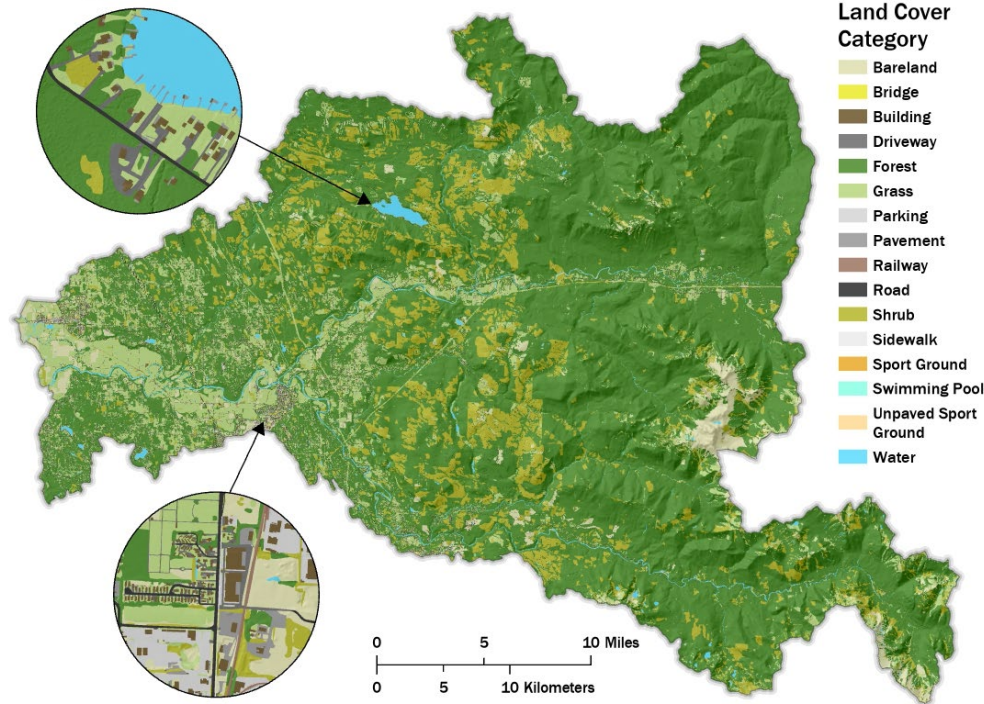 Land Cover
Category
Bareland
Bridge
Building
Driveway
Forest
Grass
Parking
Pavement
Railway
Road
Shrub
Sidewalk
Sport Ground
Swimming Pool
Unpaved Sport
Ground
Water
0 5 10 Miles
0 5 10 Kilometers